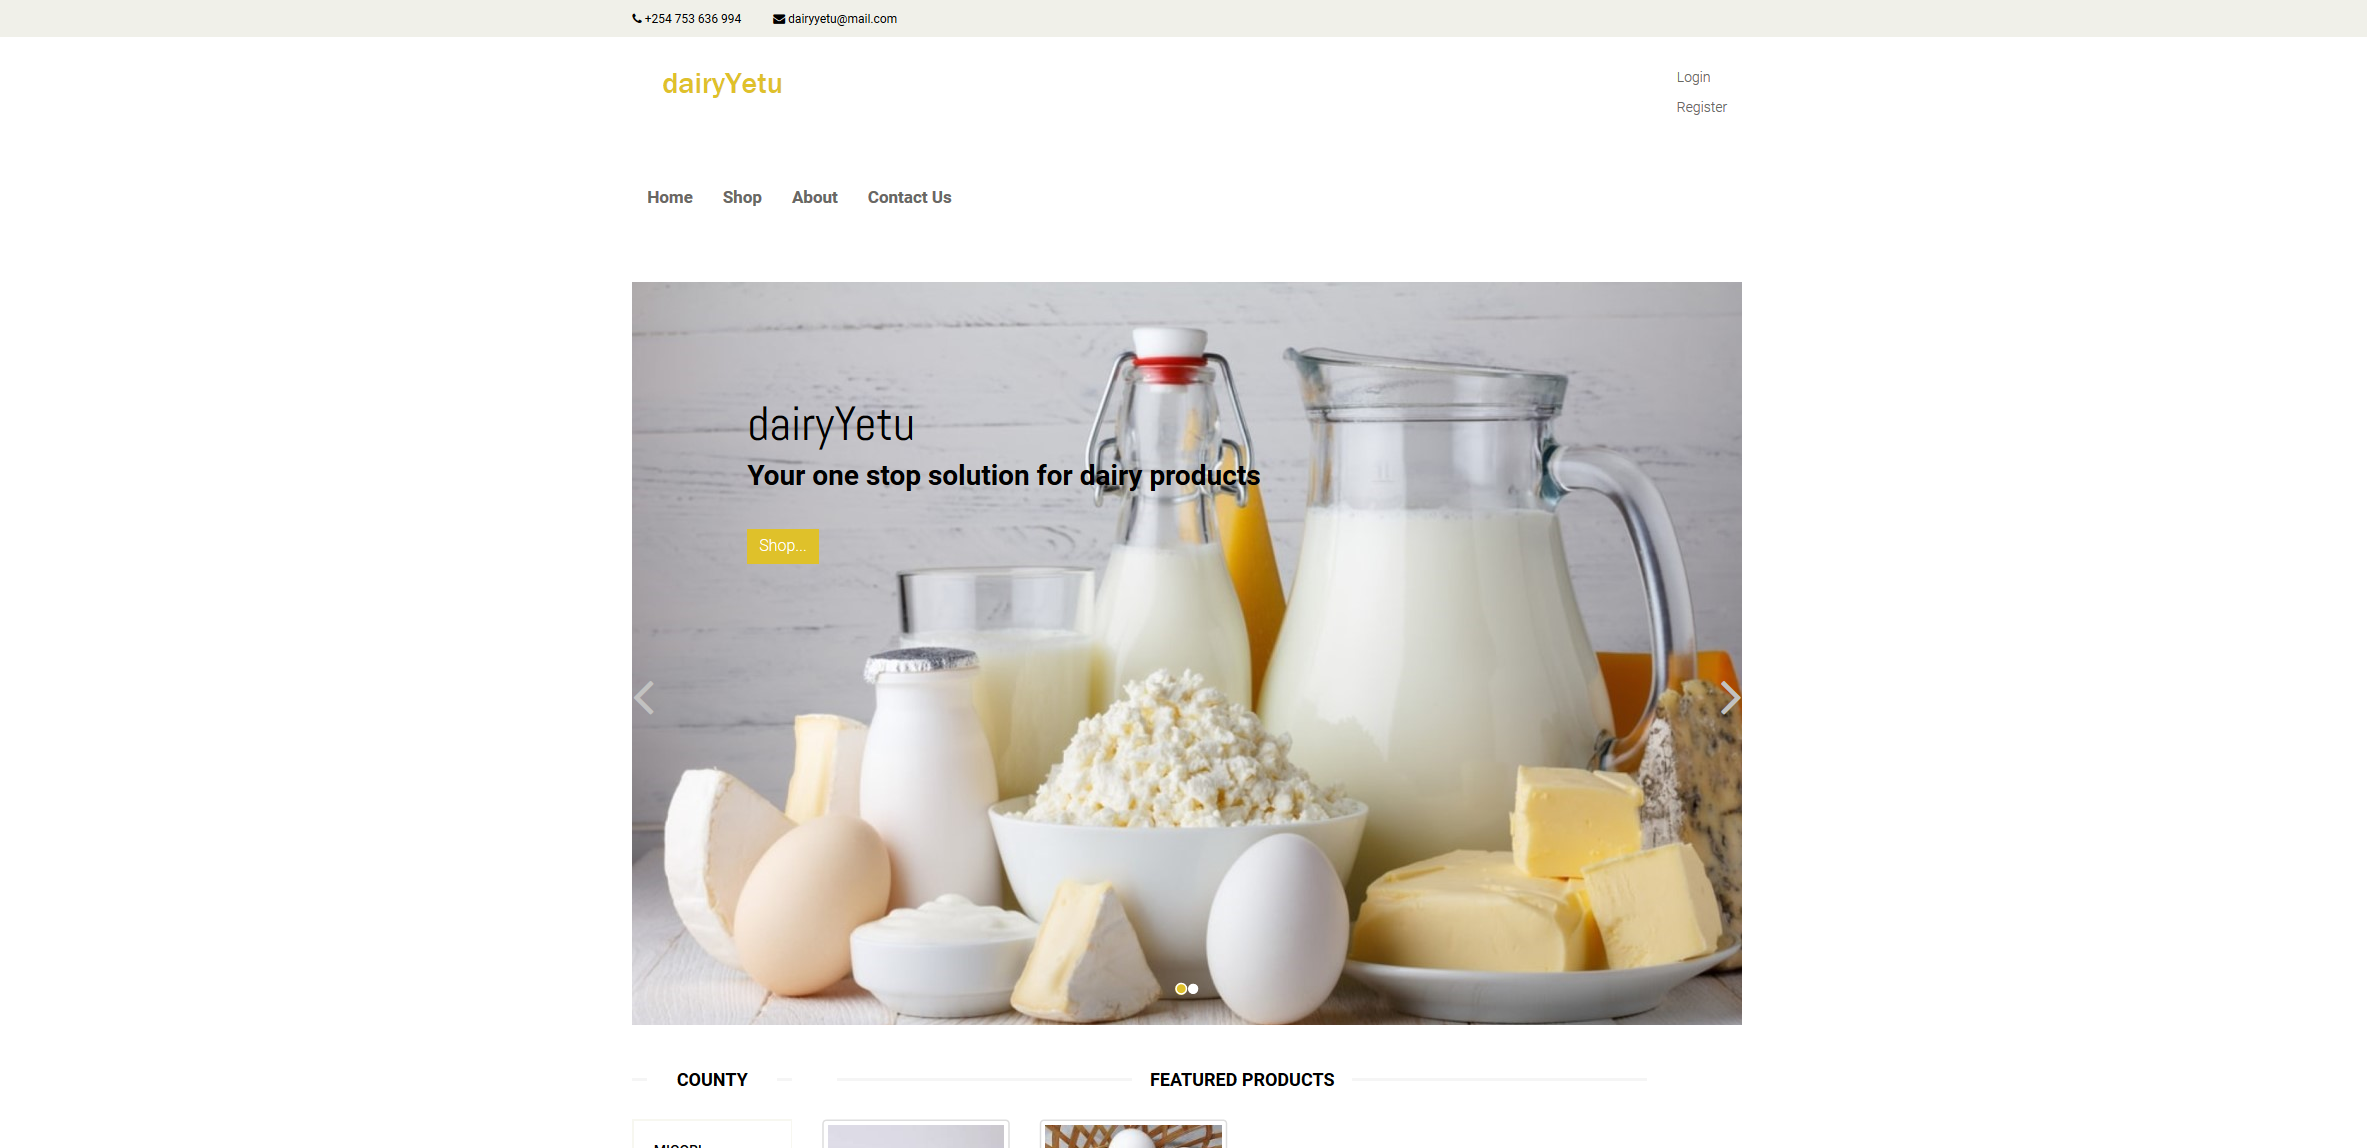 +254 753 636 994 dairyyetu@mail.com
dairyYetu
Login
Register
Home Shop About Contact Us
dairyYetu
Your one stop solution for dairy products
Shop...
COUNTY
FEATURED PRODUCTS